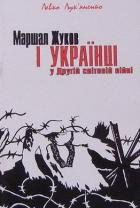 Левко Лук'яненко
Маршал Жуков
І УКРАЇНЦІ
у Другій світовій війні